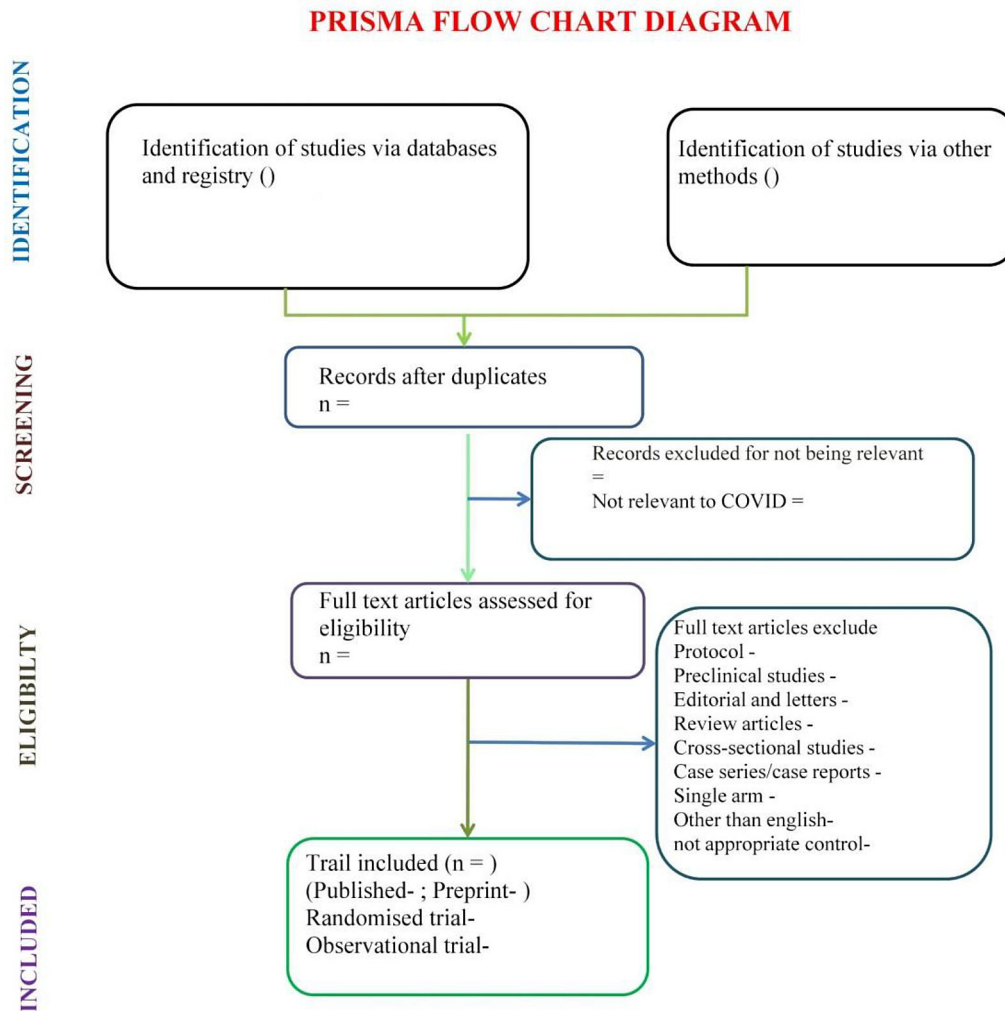 PRISMA FLOW CHART DIAGRAM
IDENTIFICATION
Identification of studies via databases
and registry ()
Identification of studies via other
methods ()
SCREENING
Records after duplicates
n =
Records excluded for not being relevant
=
Not relevant to COVID =
ELIGIBILTY
Full text articles assessed for
eligibility
n =
Full text articles exclude
Protocol -
Preclinical studies -
Editorial and letters -
Review articles -
Cross-sectional studies -
Case series/case reports -
Single arm -
Other than english-
not appropriate control-
INCLUDED
Trail included (n = )
(Published- ; Preprint- )
Randomised trial-
Observational trial-